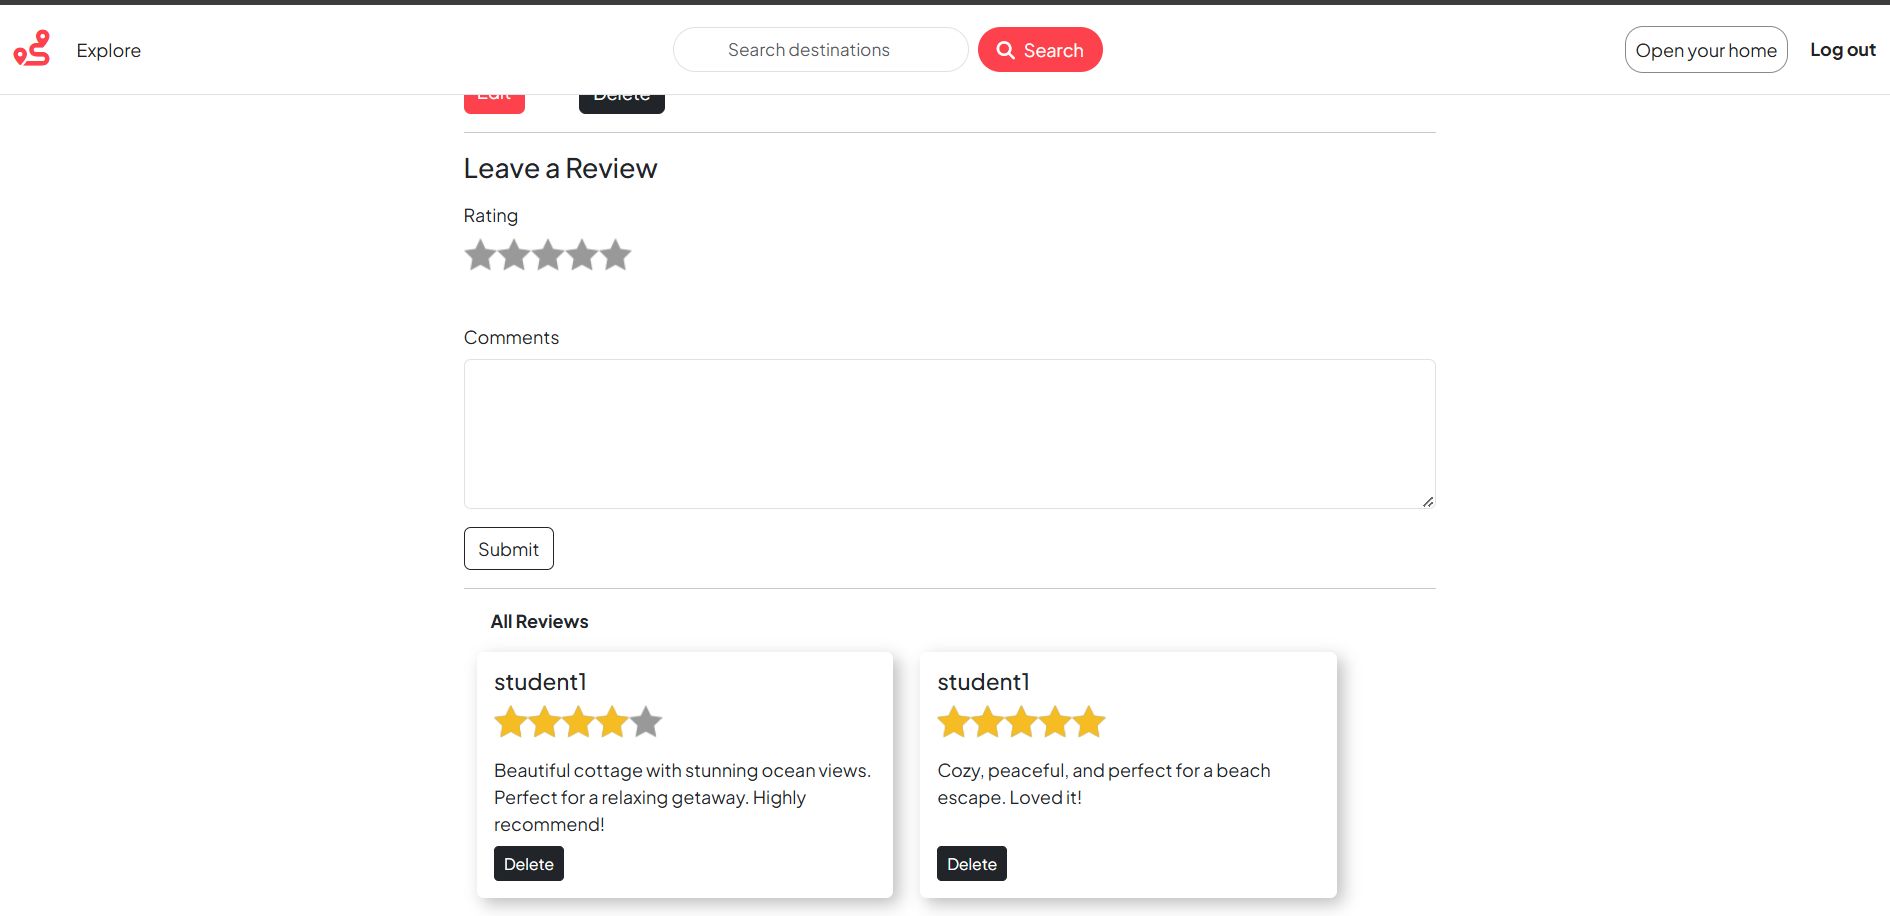 Explore
Search destinations
Search
Open your home
Log out
Edit
Delete
Leave a Review
Rating
Comments
Submit
All Reviews
student1
Beautiful cottage with stunning ocean views.
Perfect for a relaxing getaway. Highly
recommend!
Delete
student1
Cozy, peaceful, and perfect for a beach
escape. Loved it!
Delete